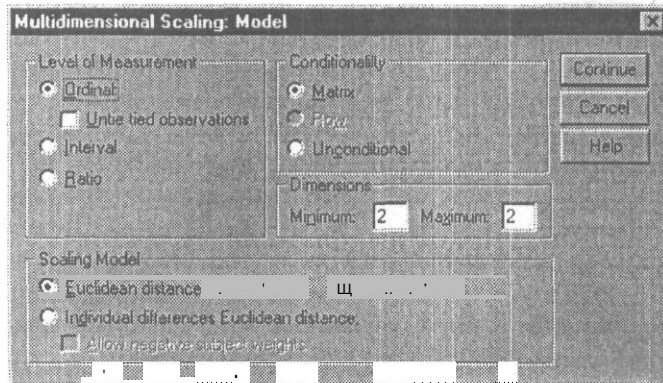 Multidimensional Scaling: Model
Level of Measurement
Ordinal
Untie tied observations
Interval
Ratio
Conditionality
Matrix
Row
Unconditional
Dimensions
Minimum: 2 Maximum: 2
Continue
Cancel
Help
Scaling Model
Euclidean distance
Individual differences Euclidean distance
Allow negative subject weights